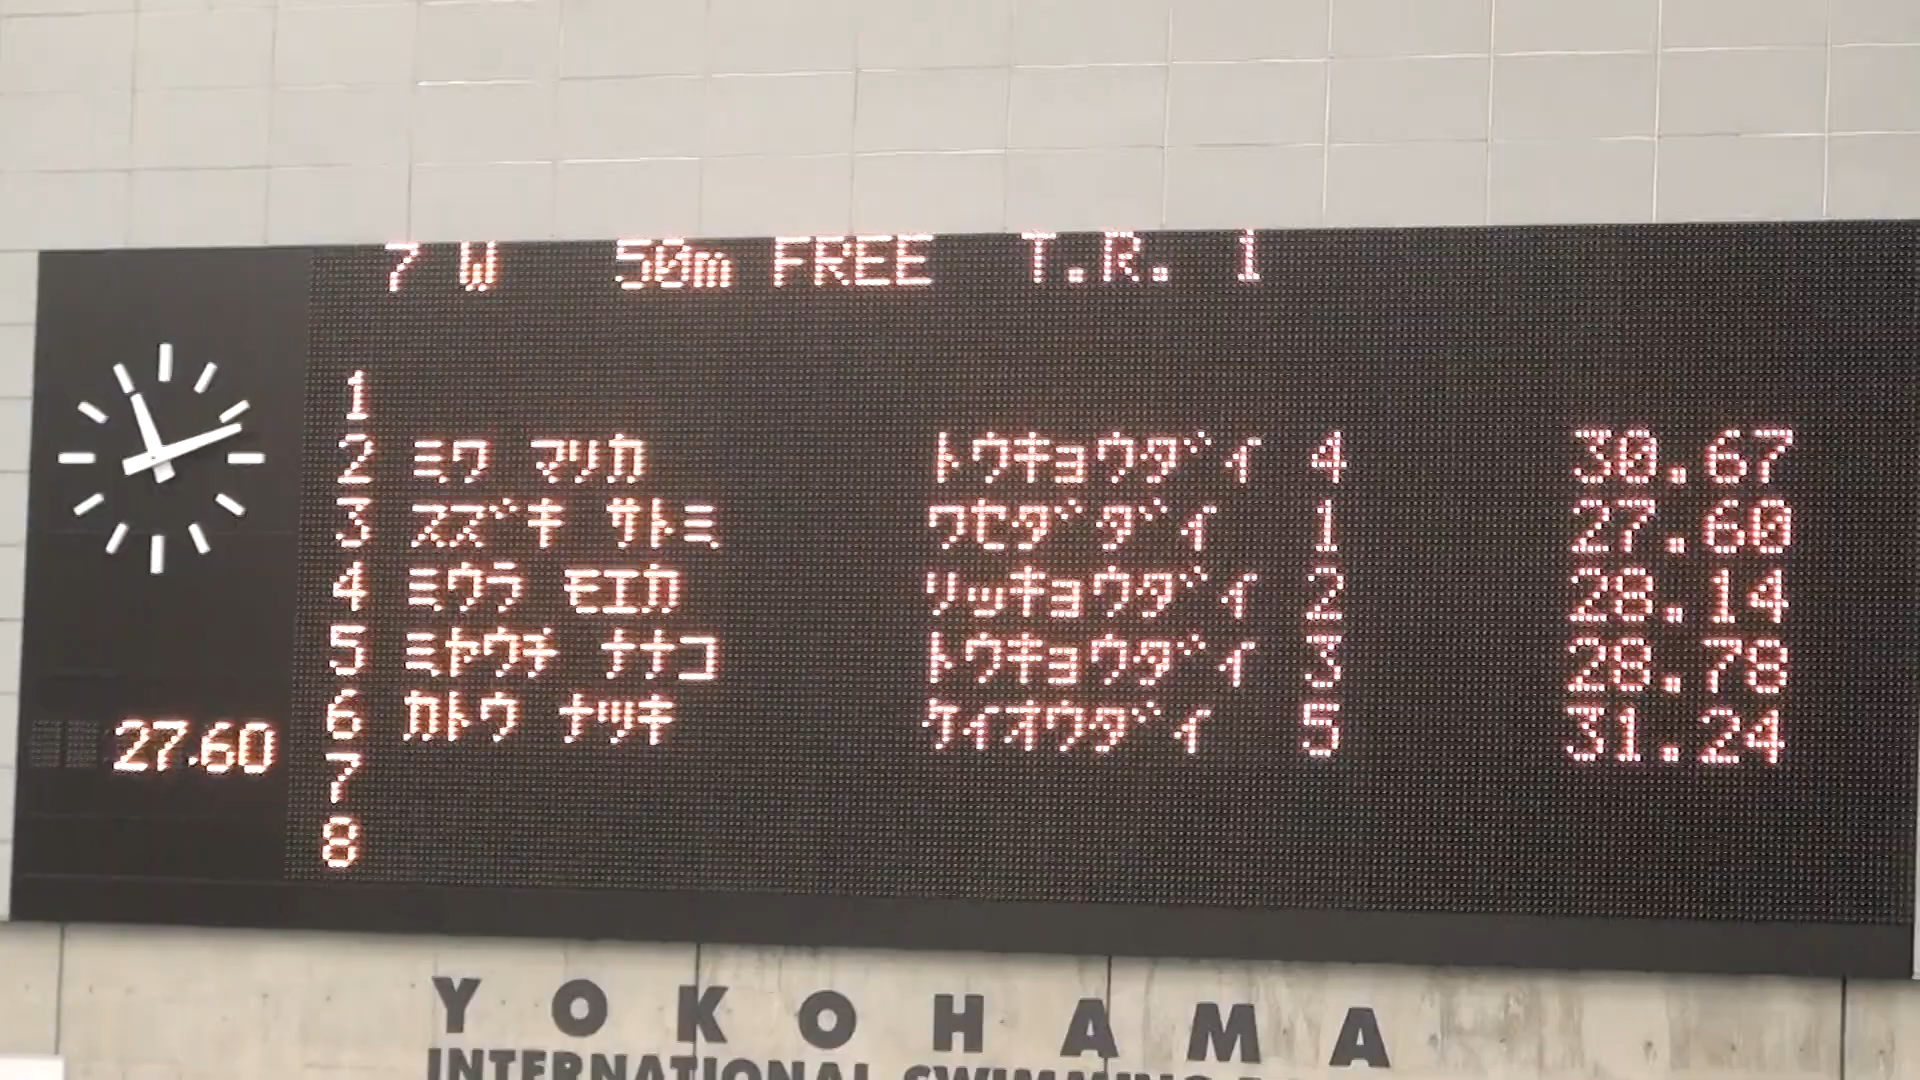 7 W 50m FREE T.R. 1
1
2 ミワ マリカ トウキョウダイ 4 30.67
3 スズキ サトミ ワセダダイ 1 27.60
4 ミウラ モエカ リッキョウダイ 2 28.14
5 ミヤウチ ナナコ トウキョウダイ 3 28.78
6 カトウ ナツキ ケイオウダイ 5 31.24
7
8
27.60
YOKOHAMA
INTERNATIONAL SWIMMING